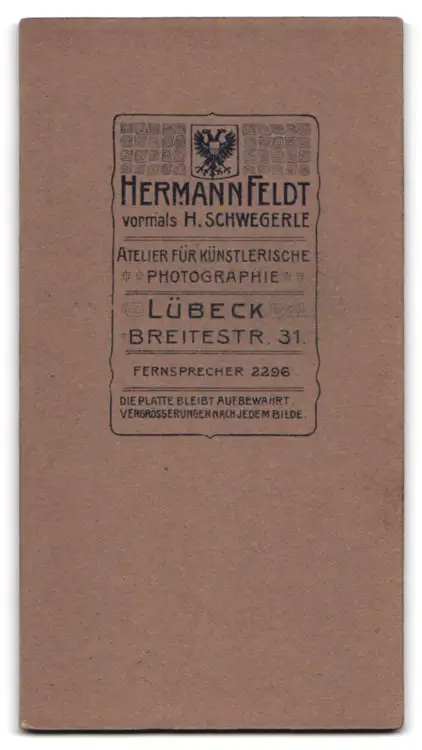 HERMANN FELDT
vormals H. SCHWEGERLE
ATELIER FÜR KÜNSTLERISCHE
PHOTOGRAPHIE
LÜBECK
BREITESTR. 31.
FERNSPRECHER 2296
DIE PLATTE BLEIBT AUFBEWAHRT.
VERGRÖSSERUNGEN NACH JEDEM BILDE.